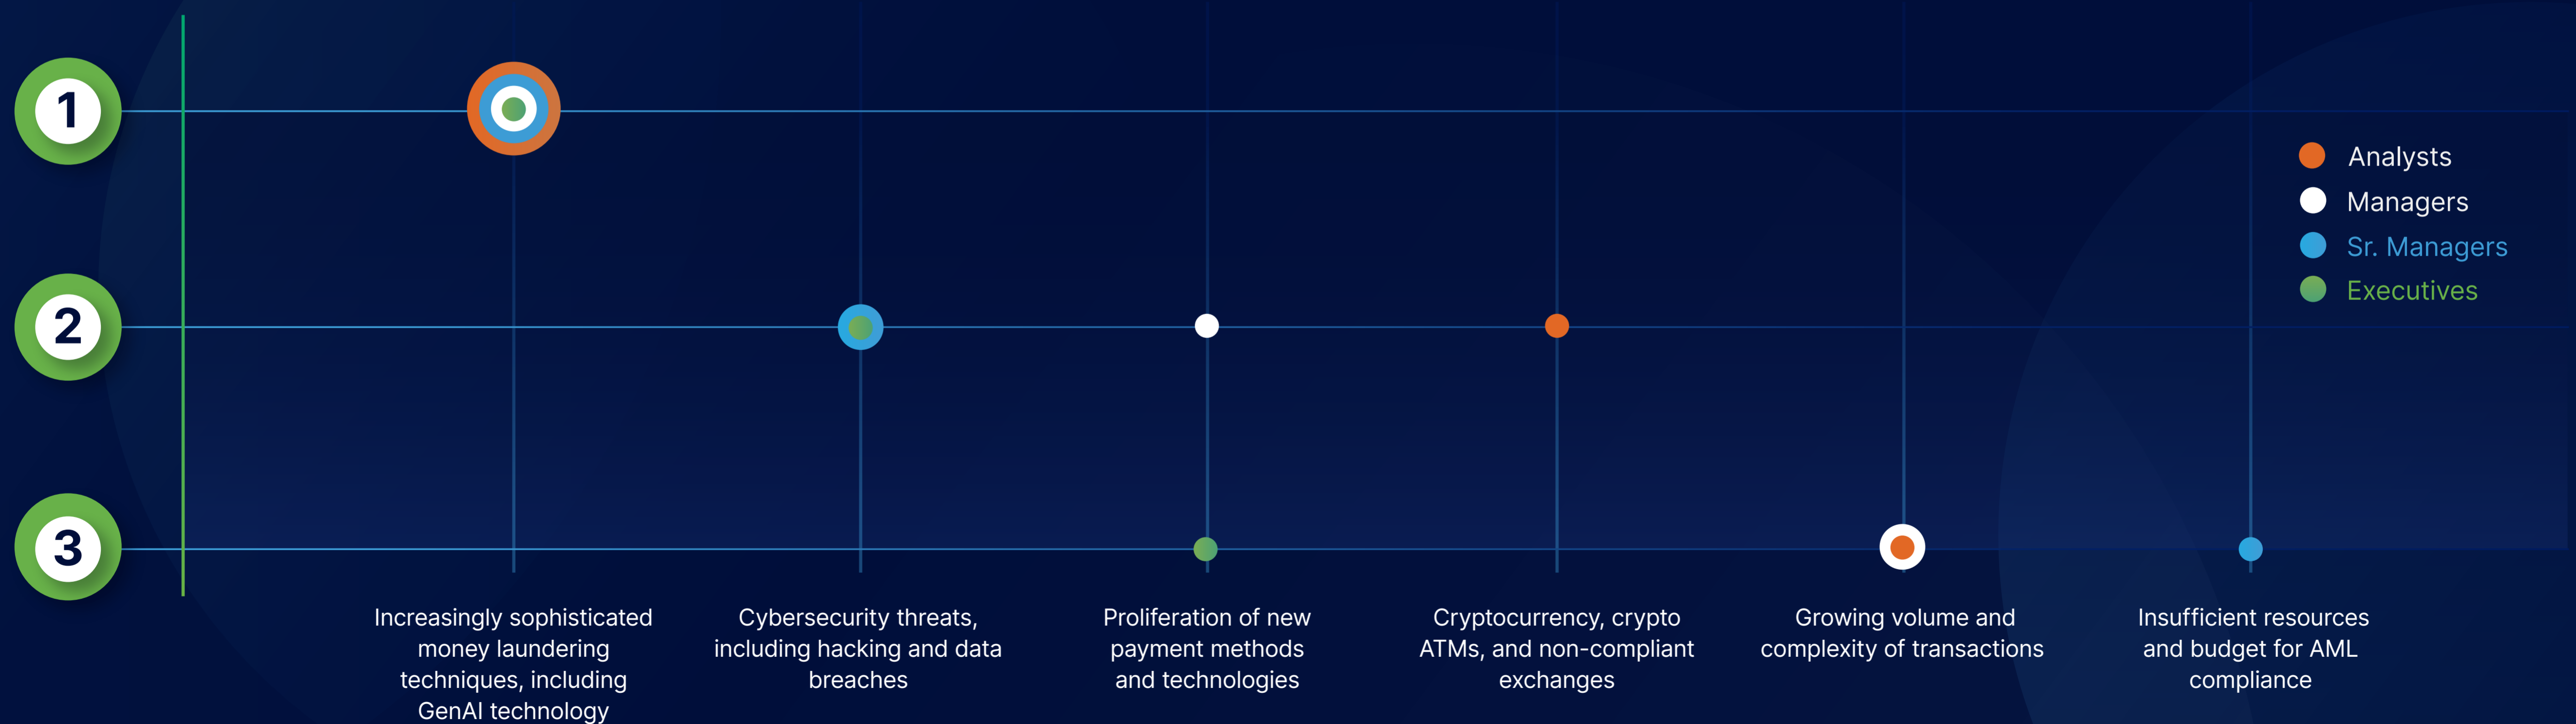 1
2
3
Analysts
Managers
Sr. Managers
Executives
Increasingly sophisticated
money laundering
techniques, including
GenAI technology
Cybersecurity threats,
including hacking and data
breaches
Proliferation of new
payment methods
and technologies
Cryptocurrency, crypto
ATMs, and non-compliant
exchanges
Growing volume and
complexity of transactions
Insufficient resources
and budget for AML
compliance